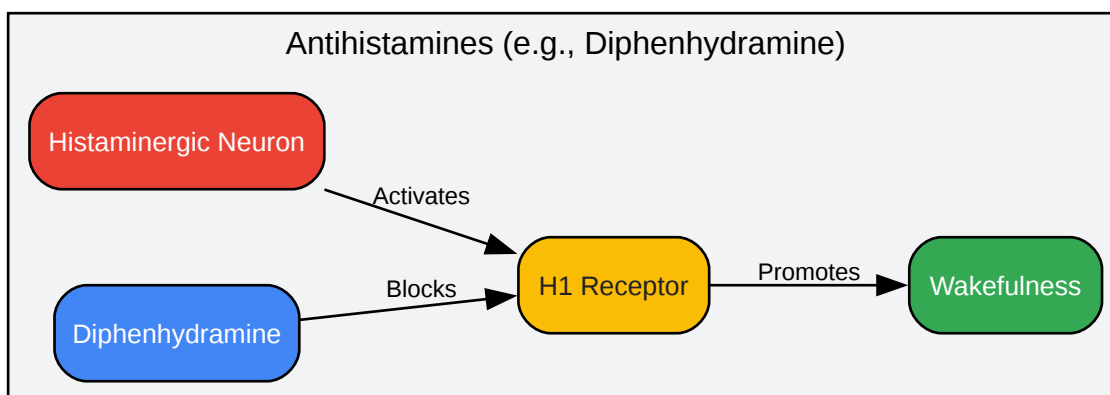 Antihistamines (e.g., Diphenhydramine)
Histaminergic Neuron
Activates
Blocks
Diphenhydramine
H1 Receptor
Promotes
Wakefulness